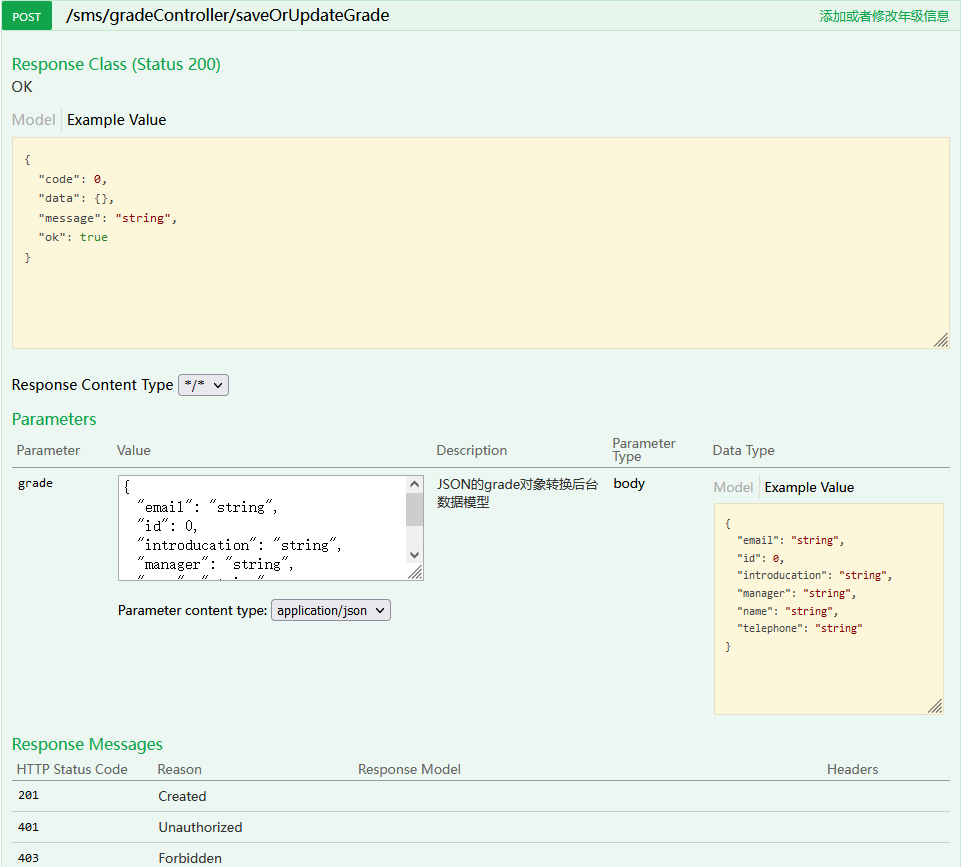 POST /sms/gradeController/saveOrUpdateGrade 添加或者修改年级信息
Response Class (Status 200)
OK
Model Example Value
{
"code": 0,
"data": {},
"message": "string",
"ok": true
}
Response Content Type */*
Parameters
Parameter Value Description Parameter Type Data Type
grade
{
"email": "string",
"id": 0,
"introducation": "string",
"manager": "string",
Parameter content type: application/json
JSON的grade对象转换后台
数据模型
body
Model Example Value
{
"email": "string",
"id": 0,
"introducation": "string",
"manager": "string",
"name": "string",
"telephone": "string"
}
Response Messages
HTTP Status Code Reason Response Model Headers
201 Created
401 Unauthorized
403 Forbidden